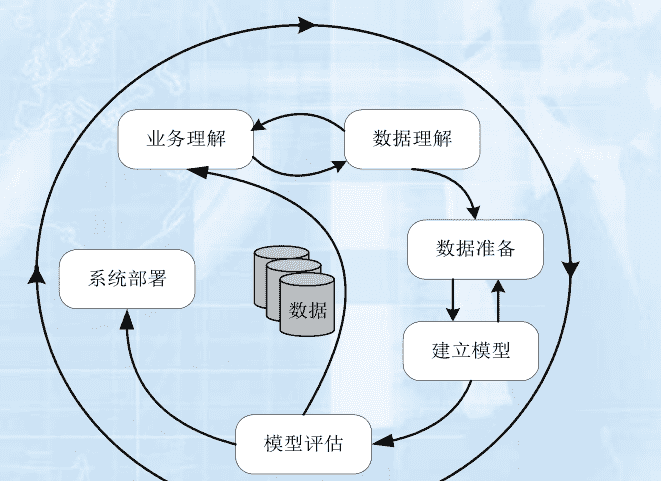 业务理解
数据理解
数据准备
系统部署
数据
建立模型
模型评估